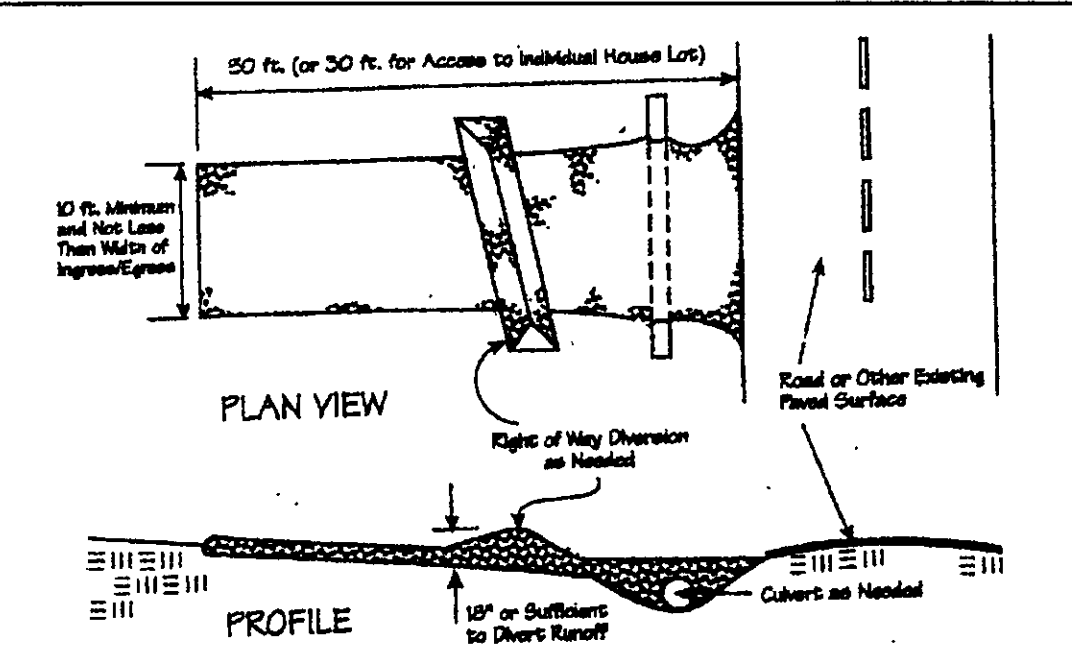 50 ft. (or 30 ft. for Access to Individual House Lot)
10 ft. Minimum
and Not Less
Than Width of
Ingress/Egress
Road or Other Existing
Paved Surface
PLAN VIEW
Right of Way Diversion
as Needed
Culvert as Needed
18" or Sufficient
to Divert Runoff
PROFILE